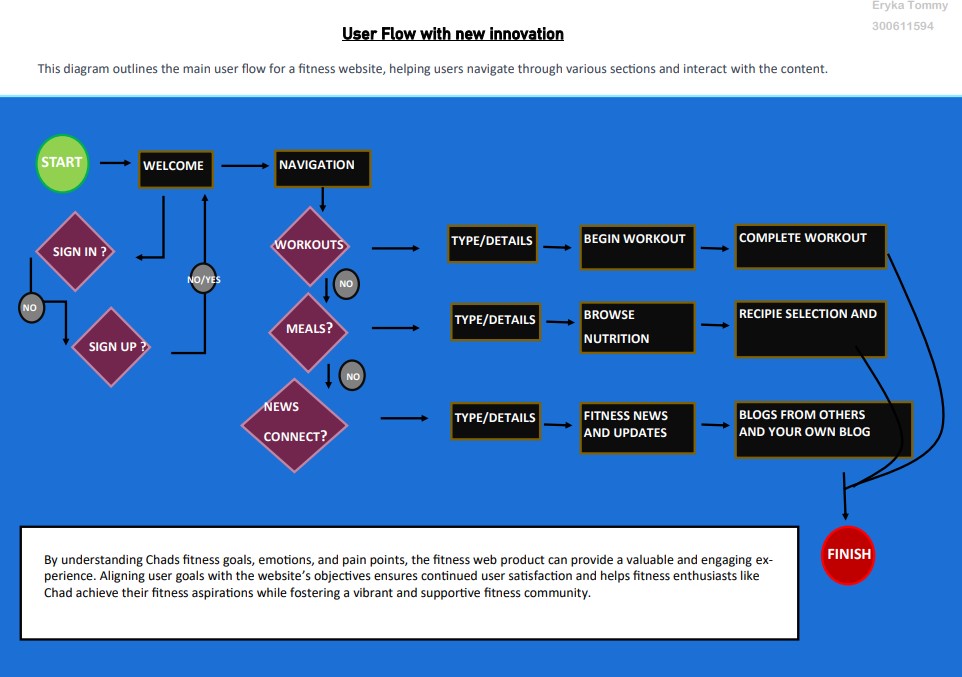 Eryka Tommy
300611594
User Flow with new innovation
This diagram outlines the main user flow for a fitness website, helping users navigate through various sections and interact with the content.
START
WELCOME
NAVIGATION
SIGN IN ?
NO
SIGN UP ?
NO/YES
WORKOUTS
TYPE/DETAILS
BEGIN WORKOUT
COMPLETE WORKOUT
NO
MEALS?
TYPE/DETAILS
BROWSE
NUTRITION
RECIPIE SELECTION AND
NO
NEWS
CONNECT?
TYPE/DETAILS
FITNESS NEWS
AND UPDATES
BLOGS FROM OTHERS
AND YOUR OWN BLOG
FINISH
By understanding Chads fitness goals, emotions, and pain points, the fitness web product can provide a valuable and engaging ex-
perience. Aligning user goals with the website's objectives ensures continued user satisfaction and helps fitness enthusiasts like
Chad achieve their fitness aspirations while fostering a vibrant and supportive fitness community.